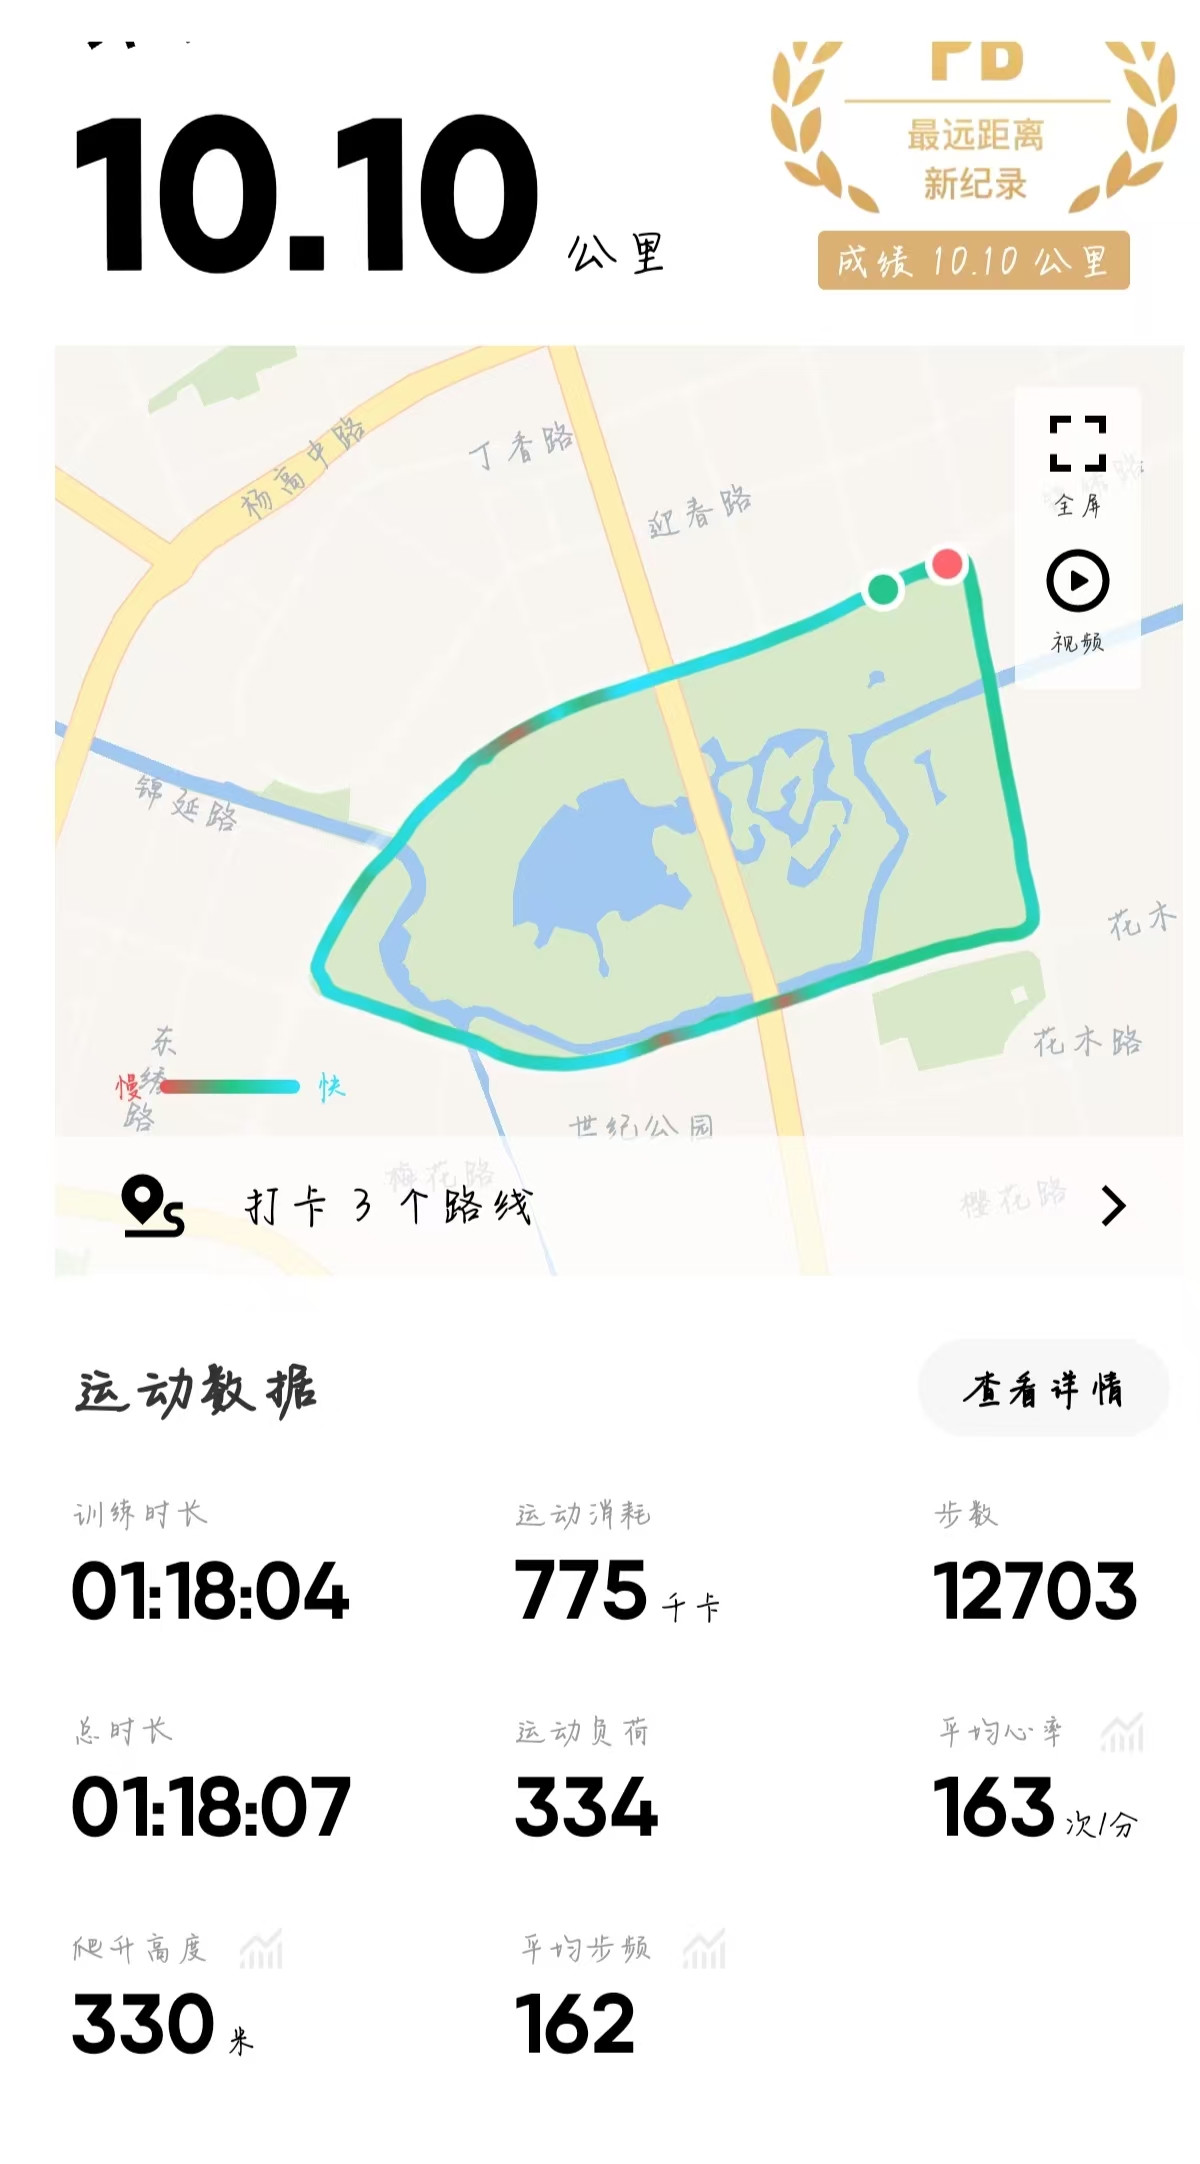 PB
最远距离
新纪录
10.10 公里
成绩 10.10 公里
杨高中路
丁香路
迎春路
全屏
视频
锦延路
花木
花木路
东绣路
慢
快
世纪公园
梅花路
樱花路
打卡 3 个路线
运动数据
查看详情
训练时长
运动消耗
步数
01:18:04
775 千卡
12703
总时长
运动负荷
平均心率
01:18:07
334
163 次/分
爬升高度
平均步频
330 米
162